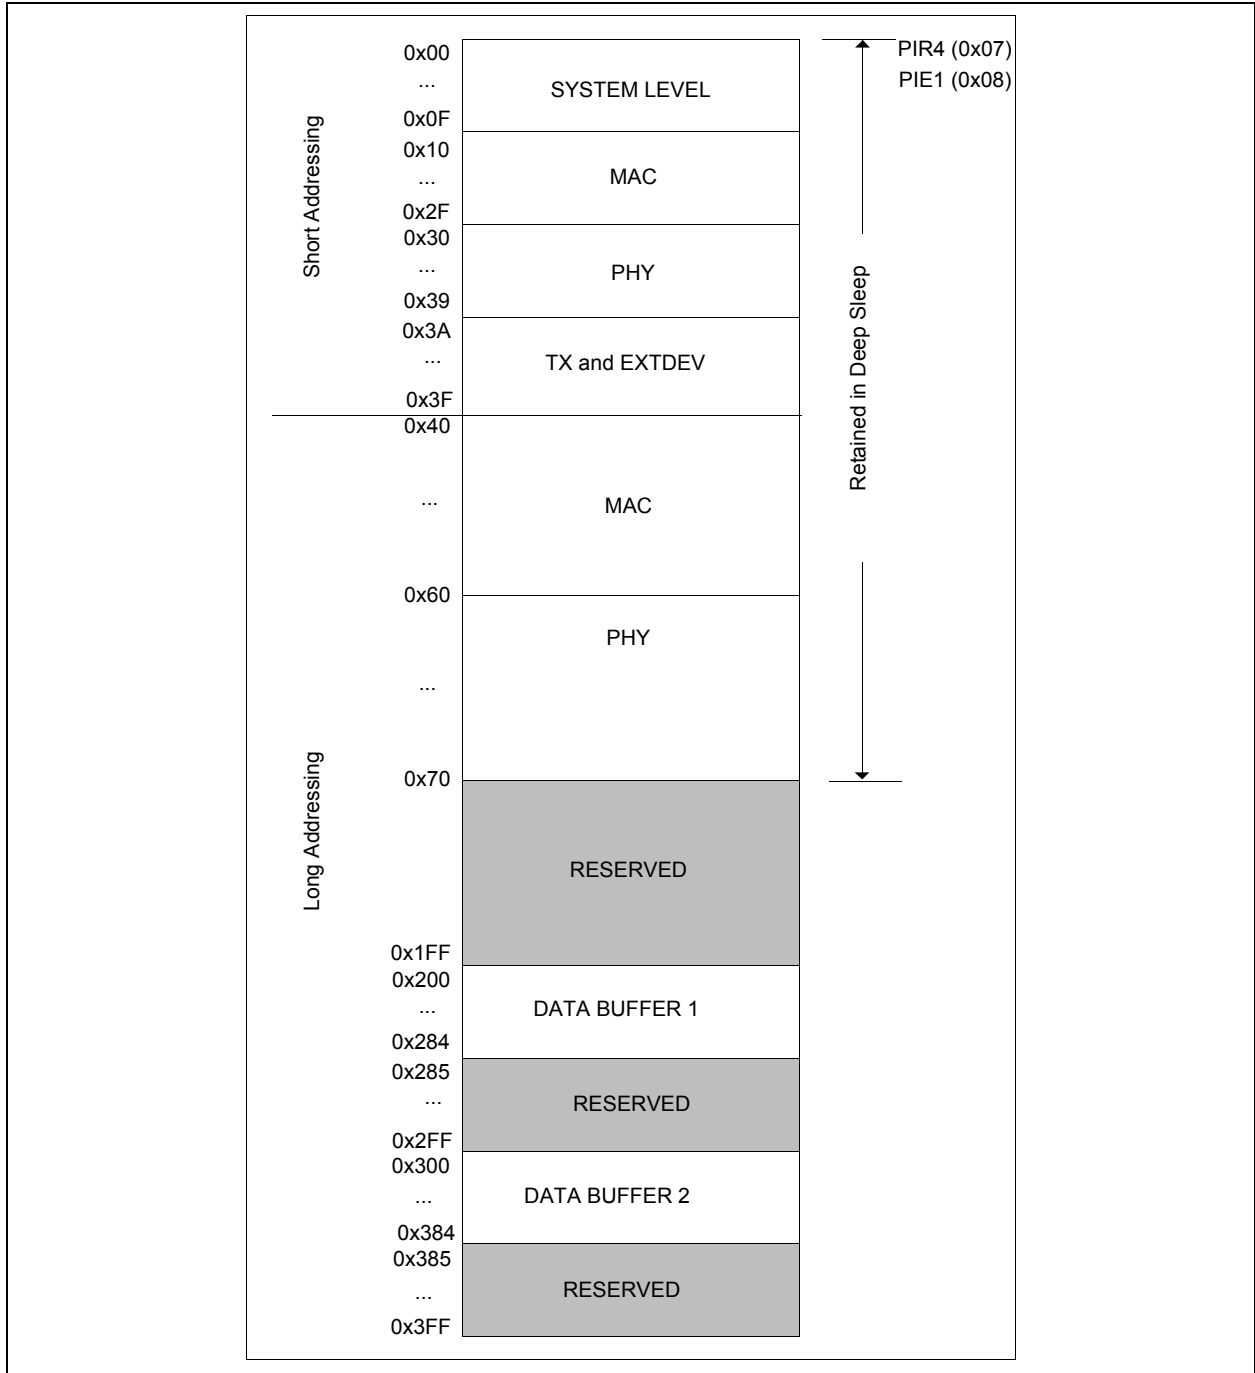 PIR4 (0x07)
PIE1 (0x08)
Short Addressing
0x00
...
0x0F
SYSTEM LEVEL
0x10
...
0x2F
MAC
0x30
...
0x39
PHY
0x3A
...
0x3F
TX and EXTDEV
Retained in Deep Sleep
Long Addressing
0x40
...
MAC
0x60
PHY
...
0x70
RESERVED
0x1FF
0x200
...
0x284
DATA BUFFER 1
0x285
...
0x2FF
RESERVED
0x300
...
0x384
DATA BUFFER 2
0x385
...
0x3FF
RESERVED